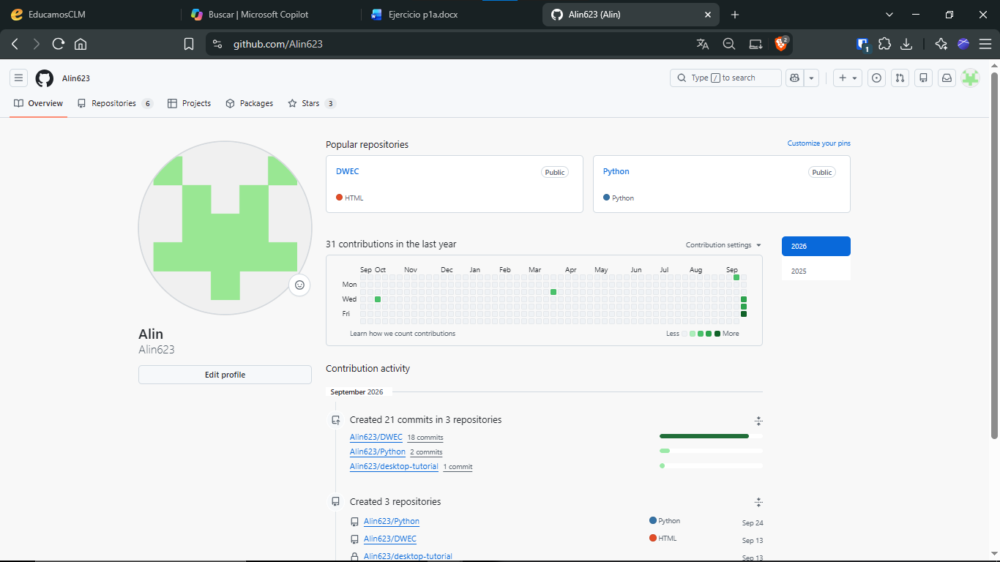 EducamosCLM
Buscar | Microsoft Copilot
Ejercicio p1a.docx
Alin623 (Alin)
github.com/Alin623
2
1
Alin623
Type / to search
Overview
Repositories 6
Projects
Packages
Stars 3
Popular repositories
Customize your pins
DWEC
Public
HTML
Python
Public
Python
31 contributions in the last year
Contribution settings
2026
2025
Sep Oct Nov Dec Jan Feb Mar Apr May Jun Jul Aug Sep
Mon
Wed
Fri
Learn how we count contributions
Less More
Alin
Alin623
Edit profile
Contribution activity
September 2026
Created 21 commits in 3 repositories
Alin623/DWEC 18 commits
Alin623/Python 2 commits
Alin623/desktop-tutorial 1 commit
Created 3 repositories
Alin623/Python Python Sep 24
Alin623/DWEC HTML Sep 13
Alin623/desktop-tutorial Sep 13